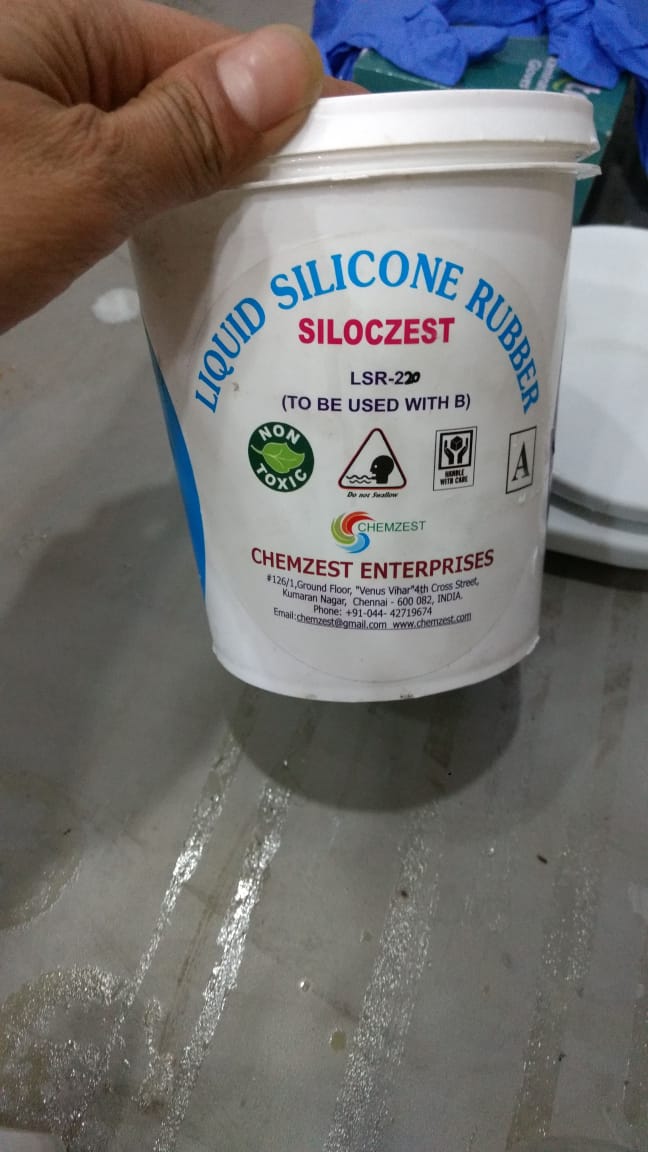 LIQUID SILICONE RUBBER
SILOCZEST
LSR-220
(TO BE USED WITH B)
NON
TOXIC
Do not Swallow
HANDLE
WITH CARE
A
CHEMZEST
CHEMZEST ENTERPRISES
#126/1,Ground Floor, "Venus Vihar"4th Cross Street,
Kumaran Nagar, Chennai - 600 082, INDIA.
Phone: +91-044- 42719674
Email:chemzest@gmail.com www.chemzest.com